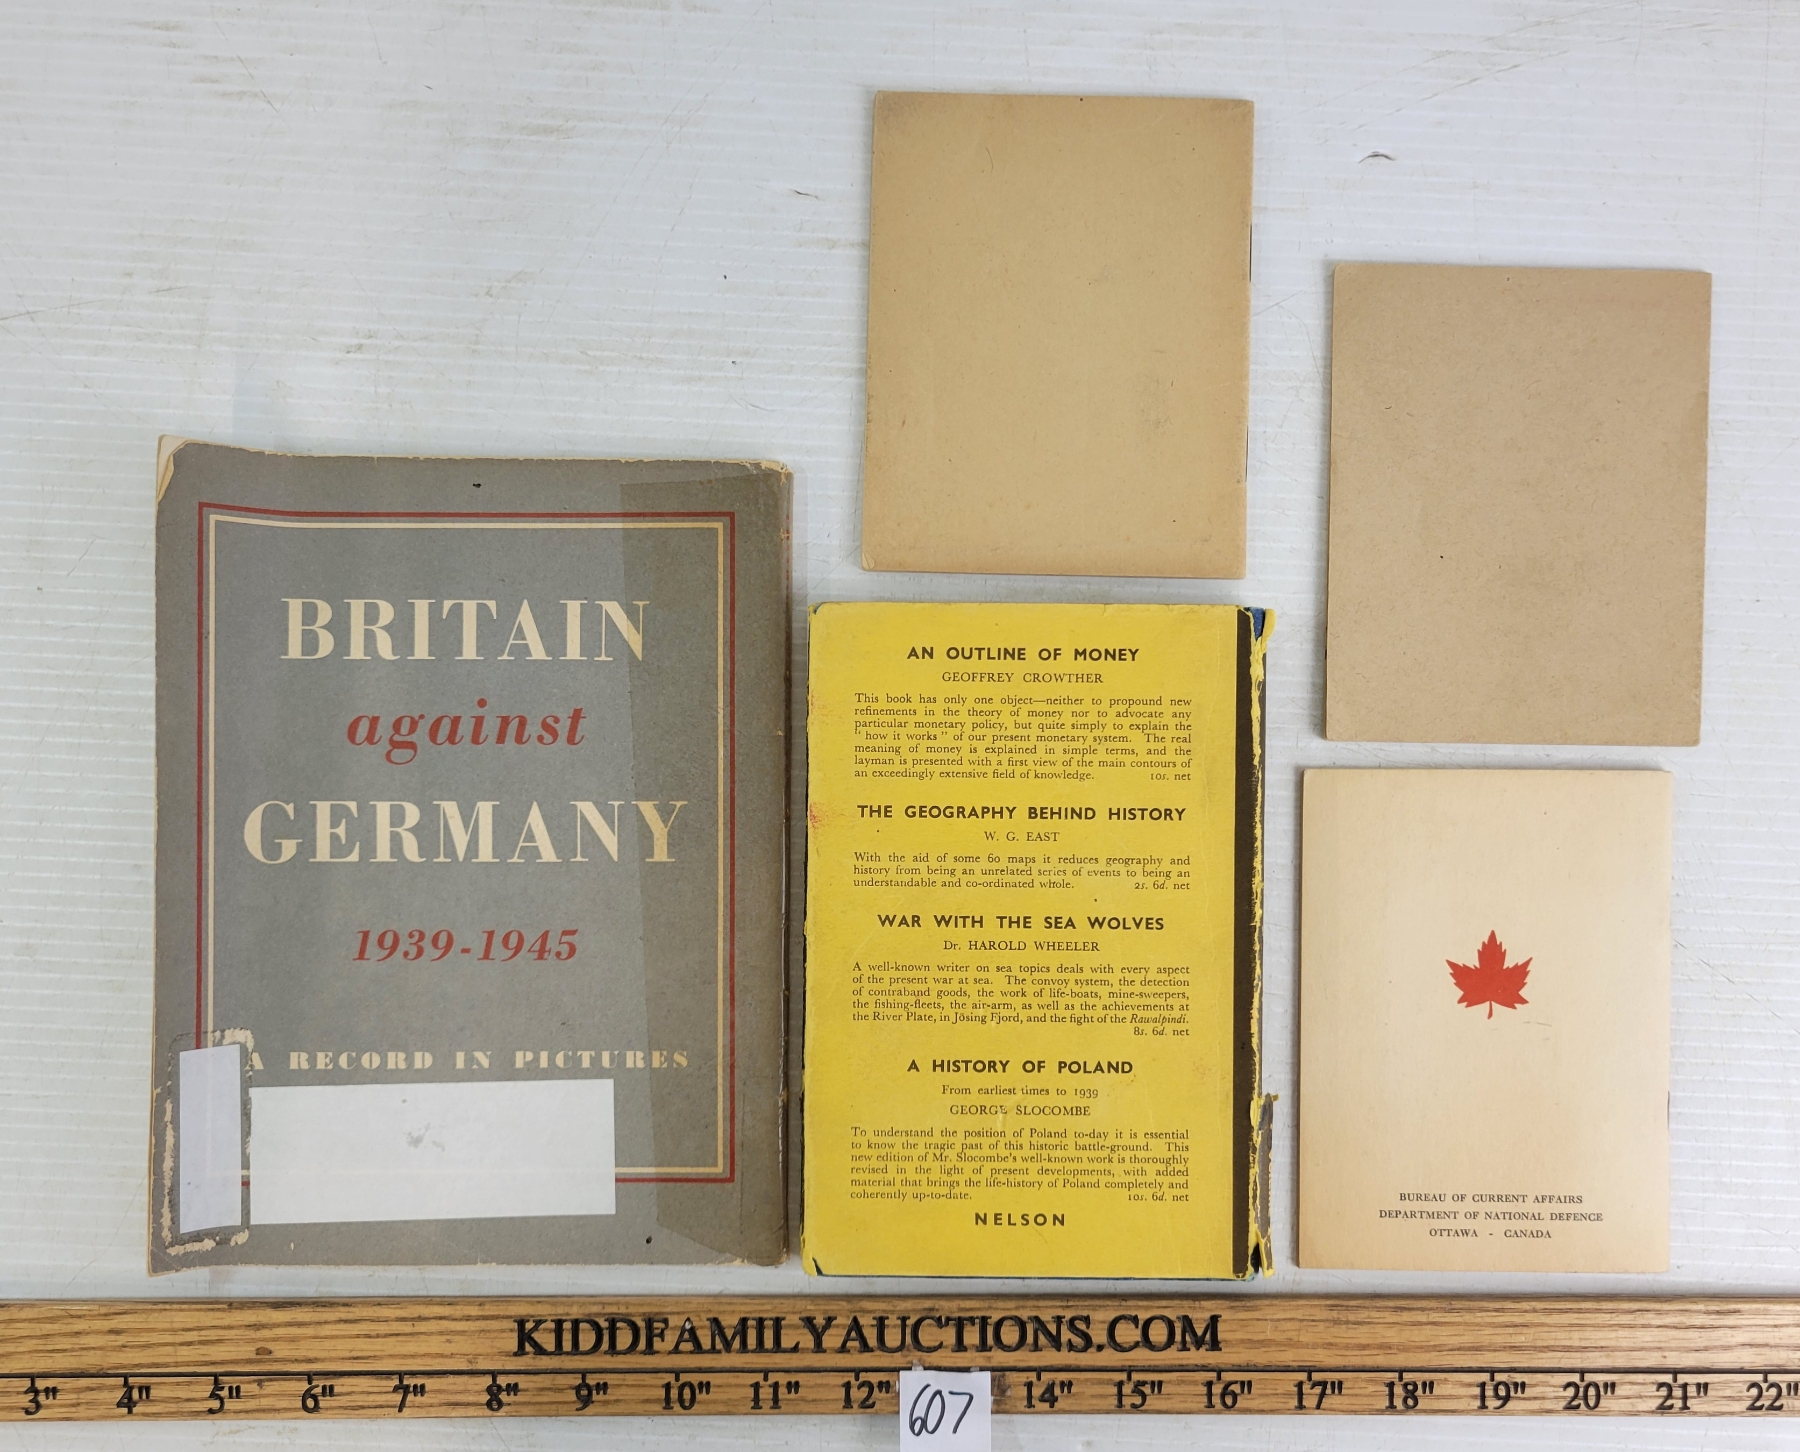 BRITAIN
against
GERMANY
1939-1945
A RECORD IN PICTURES
AN OUTLINE OF MONEY
GEOFFREY CROWTHER
This book has only one object—neither to propound new
refinements in the theory of money nor to advocate any
particular monetary policy, but quite simply to explain the
"how it works" of our present monetary system. The real
meaning of money is explained in simple terms, and the
layman is presented with a first view of the main contours of
an exceedingly extensive field of knowledge. 10s. net
THE GEOGRAPHY BEHIND HISTORY
W. G. EAST
With the aid of some 60 maps it reduces geography and
history from being an unrelated series of events to being an
understandable and co-ordinated whole. 2s. 6d. net
WAR WITH THE SEA WOLVES
Dr. HAROLD WHEELER
A well-known writer on sea topics deals with every aspect
of the present war at sea. The convoy system, the detection
of contraband goods, the work of life-boats, mine-sweepers,
the fishing-fleets, the air-arm, as well as the achievements at
the River Plate, in Jösing Fjord, and the fight of the Rawalpindi.
8s. 6d. net
A HISTORY OF POLAND
From earliest times to 1939
GEORGE SLOCOMBE
To understand the position of Poland to-day it is essential
to know the tragic past of this historic battle-ground. This
new edition of Mr. Slocombe's well-known work is thoroughly
revised in the light of present developments, with added
material that brings the life-history of Poland completely and
coherently up-to-date. 10s. 6d. net
NELSON
BUREAU OF CURRENT AFFAIRS
DEPARTMENT OF NATIONAL DEFENCE
OTTAWA - CANADA
KIDDFAMILYAUCTIONS.COM
3" 4" 5" 6" 7" 8" 9" 10" 11" 12" 14" 15" 16" 17" 18" 19" 20" 21" 22"
607